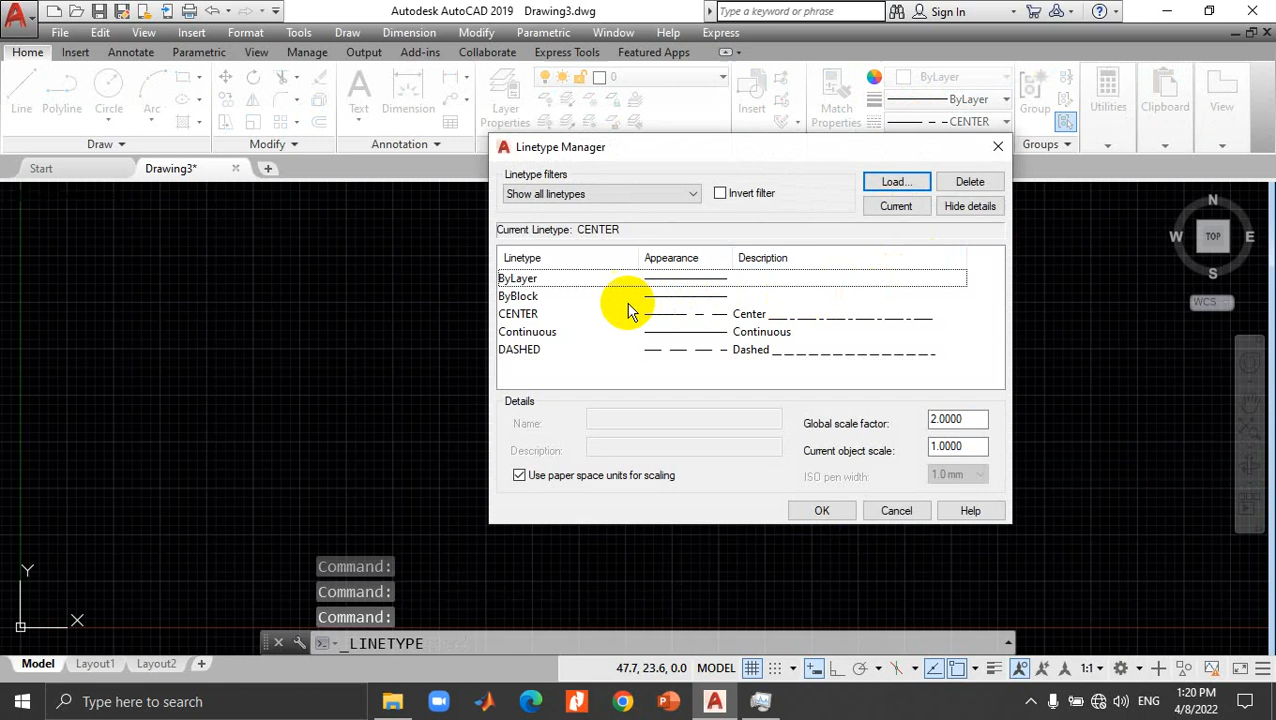 Autodesk AutoCAD 2019 Drawing3.dwg
Type a keyword or phrase
Sign In
File Edit View Insert Format Tools Draw Dimension Modify Parametric Window Help Express
Home Insert Annotate Parametric View Manage Output Add-ins Collaborate Express Tools Featured Apps
0
ByLayer
ByLayer
CENTER
Line Polyline Circle Arc Text Dimension Layer Properties Insert Match Properties Group Utilities Clipboard View
Draw Modify Annotation Groups
Start Drawing3* 
Linetype Manager
Linetype filters
Show all linetypes
Invert filter
Load... Delete
Current Hide details
Current Linetype: CENTER
Linetype Appearance Description
ByLayer
ByBlock
CENTER Center
Continuous Continuous
DASHED Dashed
Details
Name:
Description:
Use paper space units for scaling
Global scale factor: 2.0000
Current object scale: 1.0000
ISO pen width: 1.0 mm
OK Cancel Help
N
W TOP E
S
WCS
Y
X
Command:
Command:
Command:
_LINETYPE
Model Layout1 Layout2
47.7, 23.6, 0.0 MODEL 1:1
Type here to search
ENG
1:20 PM
4/8/2022